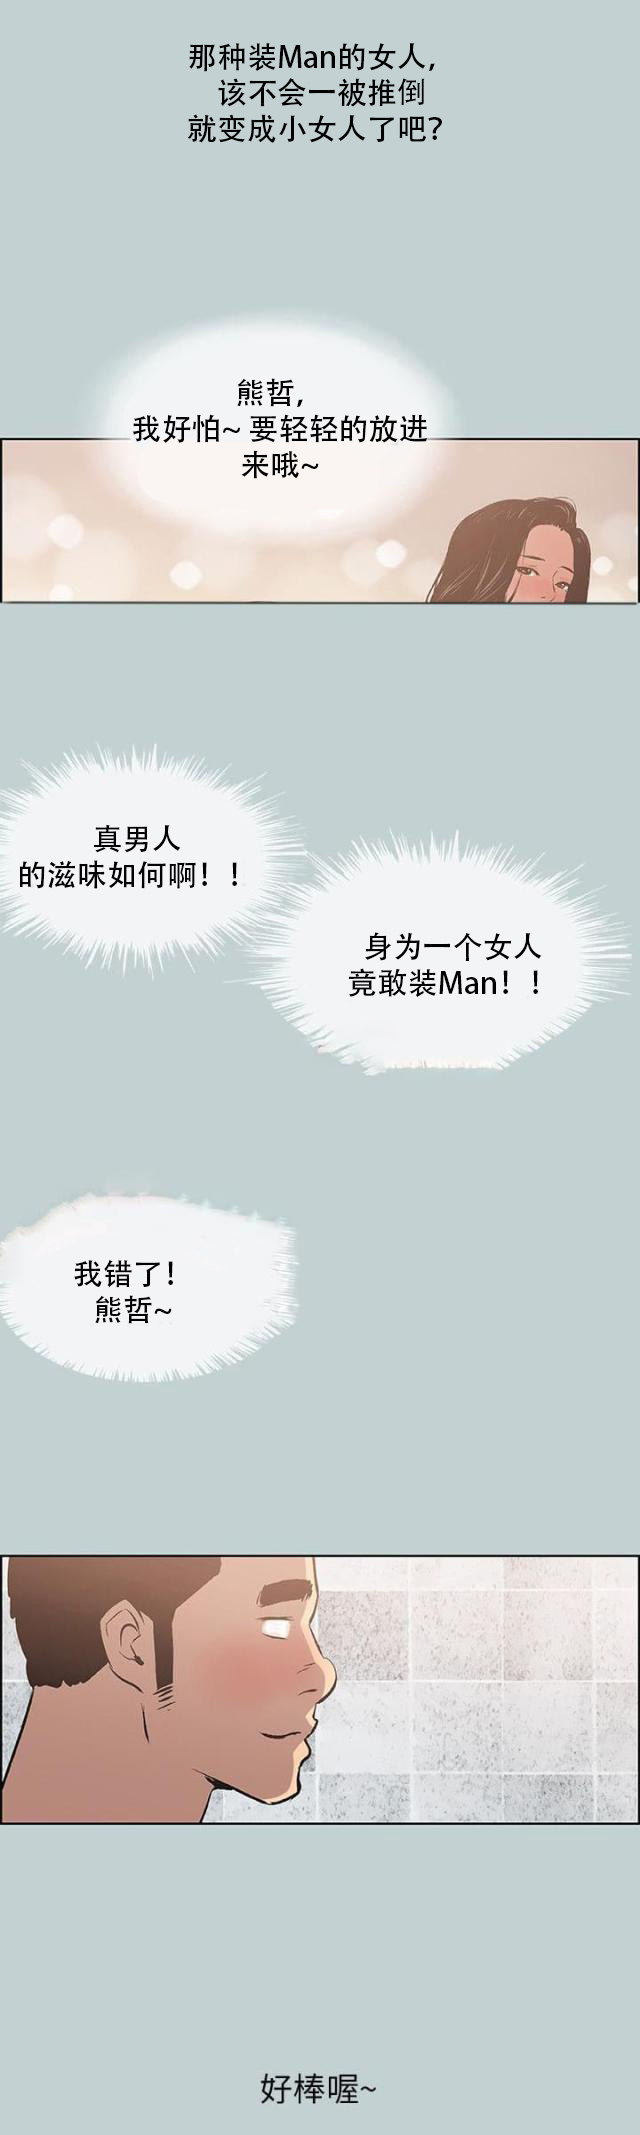 那种装Man的女人，
该不会一被推倒
就变成小女人了吧？
熊哲，
我好怕~ 要轻轻的放进
来哦~
真男人
的滋味如何啊！！
身为一个女人
竟敢装Man！！
我错了！
熊哲~
好棒喔~